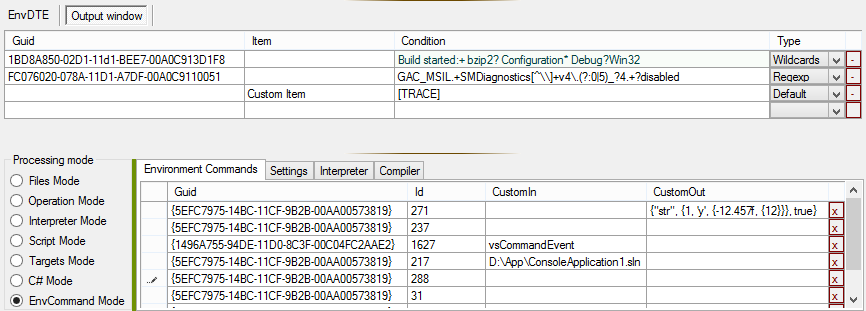 EnvDTE Output window
Guid Item Condition Type
1BD8A850-02D1-11d1-BEE7-00A0C913D1F8 Build started:+ bzip2? Configuration* Debug?Win32 Wildcards -
FC076020-078A-11D1-A7DF-00A0C9110051 GAC_MSIL.+SMDiagnostics[^\\]+v4\.(?:0|5)_?4.+?disabled Regexp -
Custom Item [TRACE] Default -
Processing mode
Files Mode
Operation Mode
Interpreter Mode
Script Mode
Targets Mode
C# Mode
EnvCommand Mode
Environment Commands Settings Interpreter Compiler
Guid Id CustomIn CustomOut
{5EFC7975-14BC-11CF-9B2B-00AA00573819} 271 {"str", {1, 'y', {-12.457f, {12}}}, true} x
{5EFC7975-14BC-11CF-9B2B-00AA00573819} 237 x
{1496A755-94DE-11D0-8C3F-00C04FC2AAE2} 1627 vsCommandEvent x
{5EFC7975-14BC-11CF-9B2B-00AA00573819} 217 D:\App\ConsoleApplication1.sln x
{5EFC7975-14BC-11CF-9B2B-00AA00573819} 288 x
{5EFC7975-14BC-11CF-9B2B-00AA00573819} 31 x